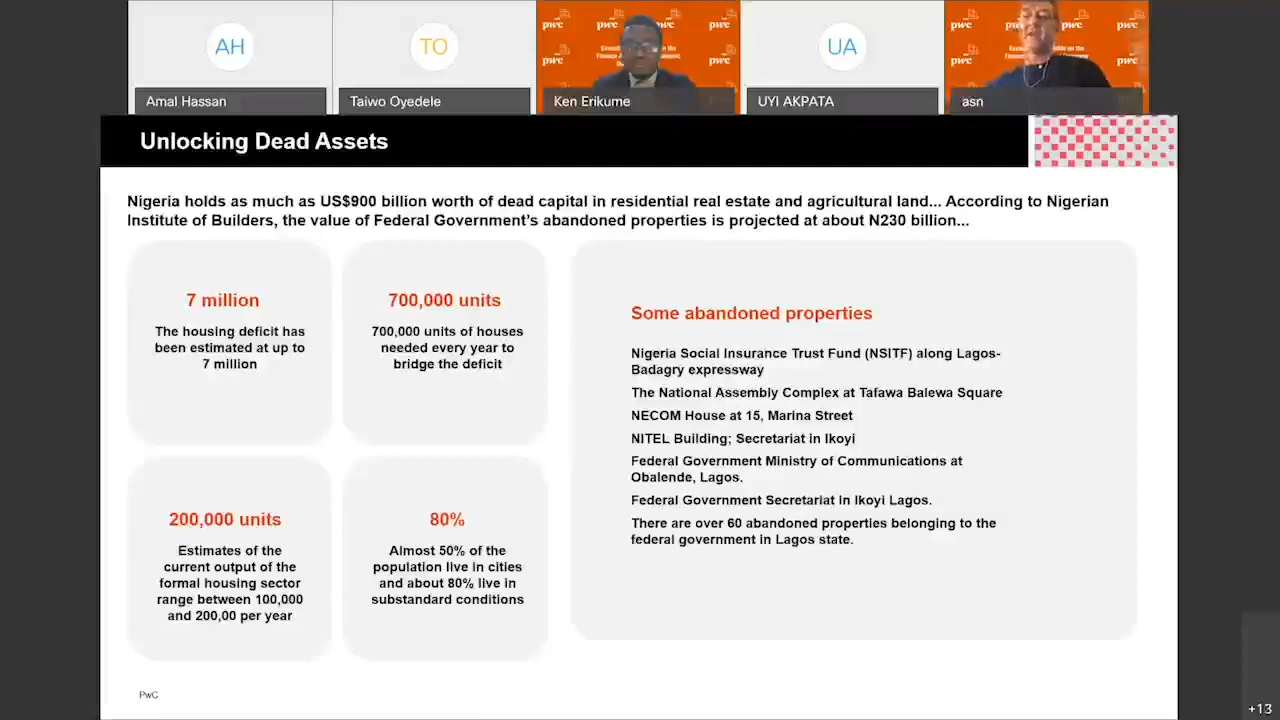 AH
TO
UA
pwc
pwc
pwc
pwc
pwc
pwc
pwc
pwc
Amal Hassan
Taiwo Oyedele
Ken Erikume
UYI AKPATA
asn
Unlocking Dead Assets
Nigeria holds as much as US$900 billion worth of dead capital in residential real estate and agricultural land... According to Nigerian
Institute of Builders, the value of Federal Government's abandoned properties is projected at about N230 billion...
7 million
The housing deficit has
been estimated at up to
7 million
700,000 units
700,000 units of houses
needed every year to
bridge the deficit
200,000 units
Estimates of the
current output of the
formal housing sector
range between 100,000
and 200,00 per year
80%
Almost 50% of the
population live in cities
and about 80% live in
substandard conditions
Some abandoned properties
Nigeria Social Insurance Trust Fund (NSITF) along Lagos-
Badagry expressway
The National Assembly Complex at Tafawa Balewa Square
NECOM House at 15, Marina Street
NITEL Building; Secretariat in Ikoyi
Federal Government Ministry of Communications at
Obalende, Lagos.
Federal Government Secretariat in Ikoyi Lagos.
There are over 60 abandoned properties belonging to the
federal government in Lagos state.
PwC
+13